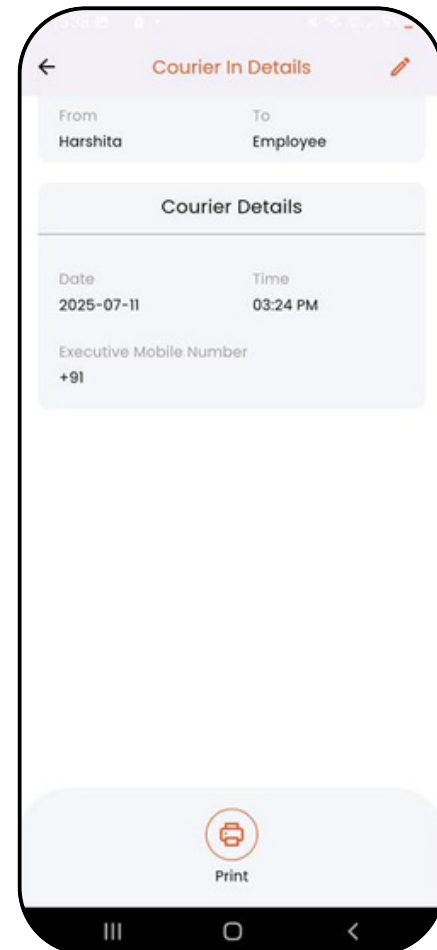 Courier In Details
From To
Harshita Employee
Courier Details
Date Time
2025-07-11 03:24 PM
Executive Mobile Number
+91
Print